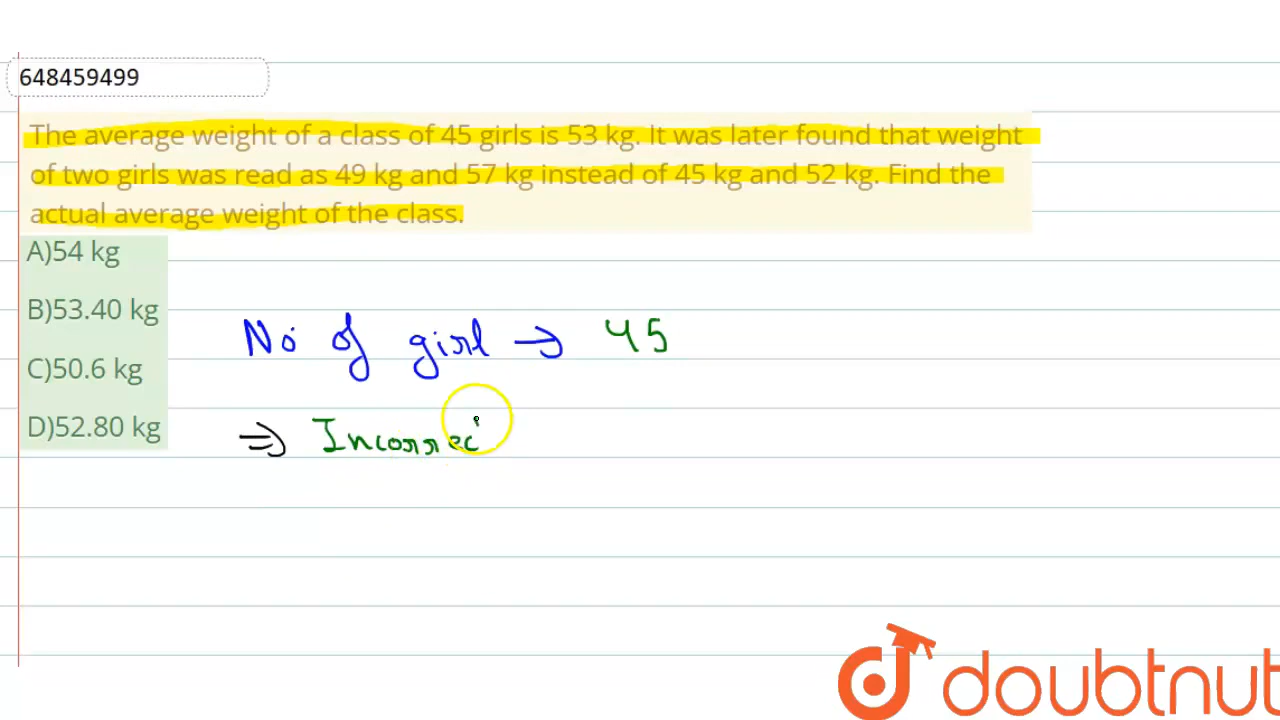 648459499
The average weight of a class of 45 girls is 53 kg. It was later found that weight
of two girls was read as 49 kg and 57 kg instead of 45 kg and 52 kg. Find the
actual average weight of the class.
A)54 kg
B)53.40 kg
C)50.6 kg
D)52.80 kg
No of girl → 45
⇒ Incorrec
doubtnut